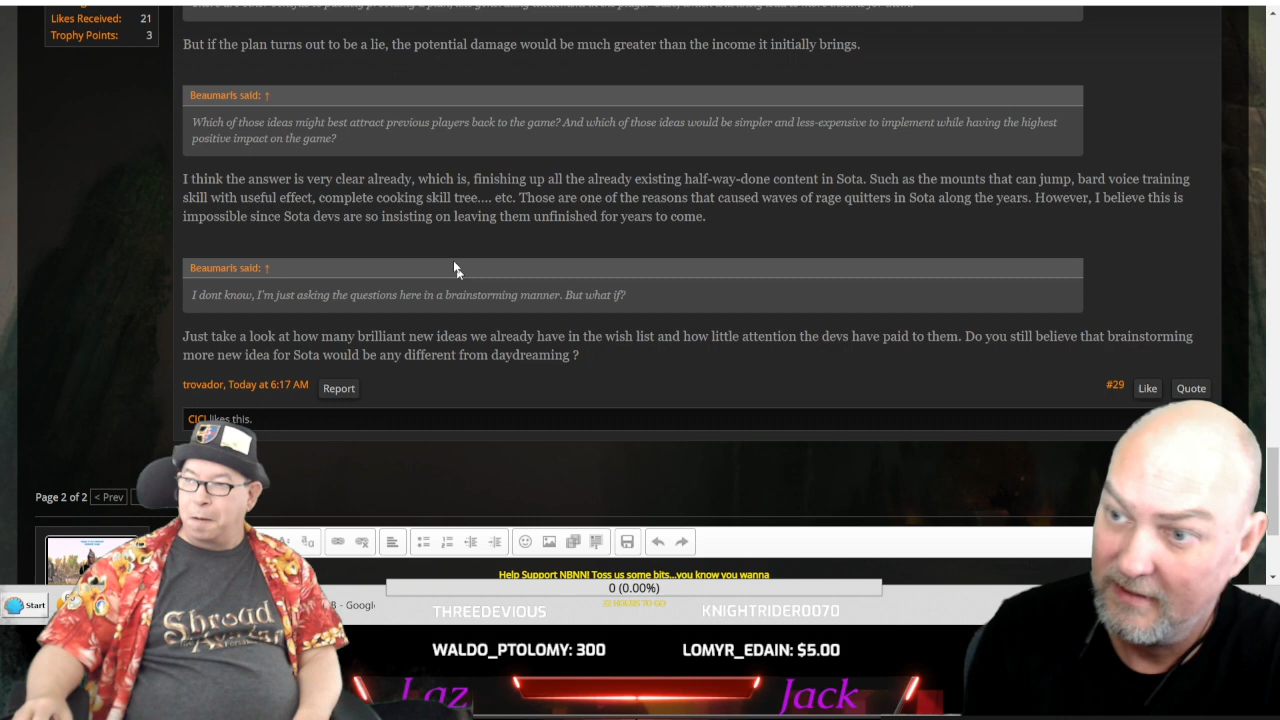 Likes Received: 21
Trophy Points: 3
But if the plan turns out to be a lie, the potential damage would be much greater than the income it initially brings.
Beaumaris said: ↑
Which of those ideas might best attract previous players back to the game? And which of those ideas would be simpler and less-expensive to implement while having the highest
positive impact on the game?
I think the answer is very clear already, which is, finishing up all the already existing half-way-done content in Sota. Such as the mounts that can jump, bard voice training
skill with useful effect, complete cooking skill tree.... etc. Those are one of the reasons that caused waves of rage quitters in Sota along the years. However, I believe this is
impossible since Sota devs are so insisting on leaving them unfinished for years to come.
Beaumaris said: ↑
I dont know, I'm just asking the questions here in a brainstorming manner. But what if?
Just take a look at how many brilliant new ideas we already have in the wish list and how little attention the devs have paid to them. Do you still believe that brainstorming
more new idea for Sota would be any different from daydreaming ?
trovador, Today at 6:17 AM Report #29 Like Quote
CICI likes this.
Page 2 of 2 < Prev
Help Support NBNN! Toss us some bits...you know you wanna
0 (0.00%)
Start
- Googl
22 HOURS TO GO
THREEDEVIOUS KNIGHTRIDER0070
Shroud
WALDO_PTOLOMY: 300 LOMYR_EDAIN: $5.00
Laz Jack